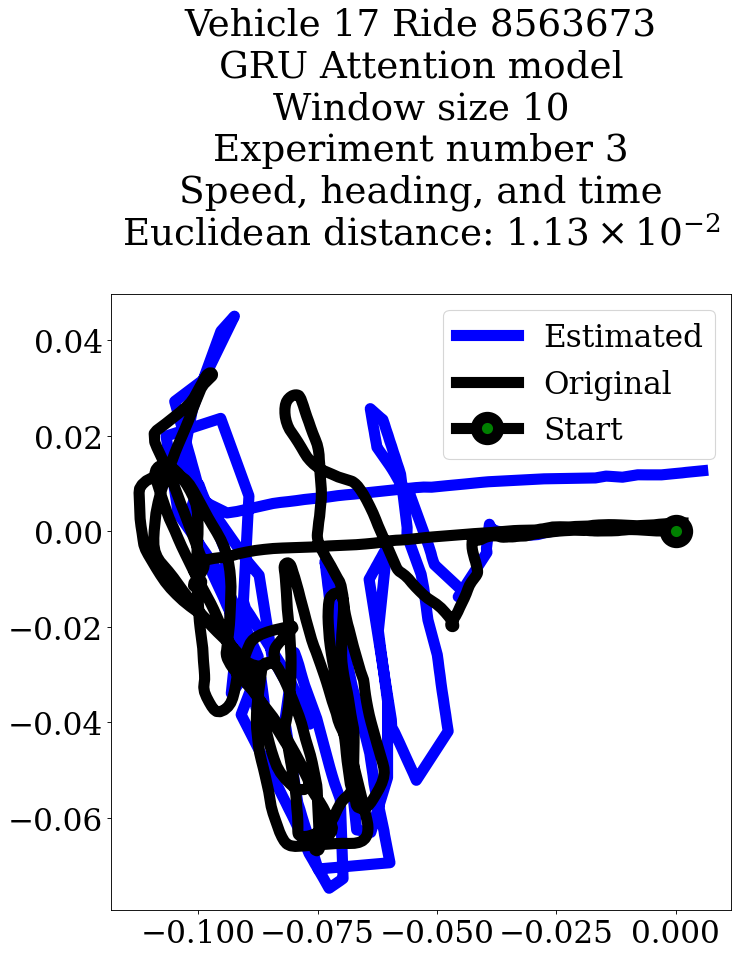 Vehicle 17 Ride 8563673
GRU Attention model
Window size 10
Experiment number 3
Speed, heading, and time
Euclidean distance: 1.13 × 10⁻²
Estimated
Original
Start
0.04
0.02
0.00
−0.02
−0.04
−0.06
−0.100 −0.075 −0.050 −0.025 0.000